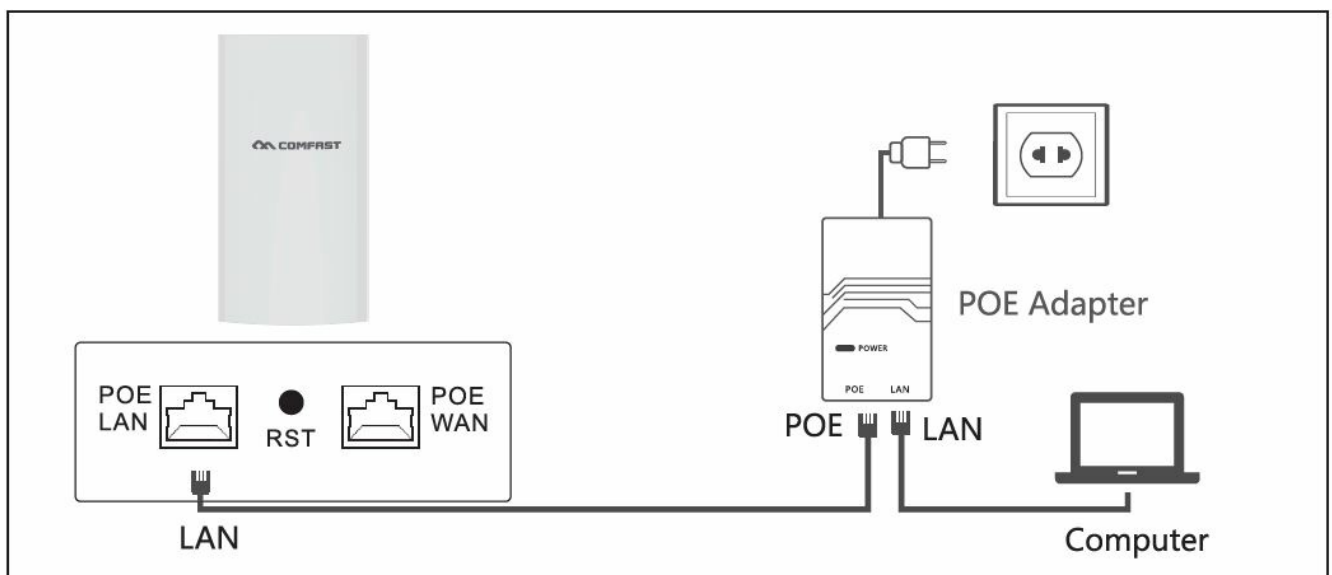 COMFAST
POE Adapter
POWER
POE LAN
POE LAN
POE
LAN
RST
POE
WAN
LAN
Computer